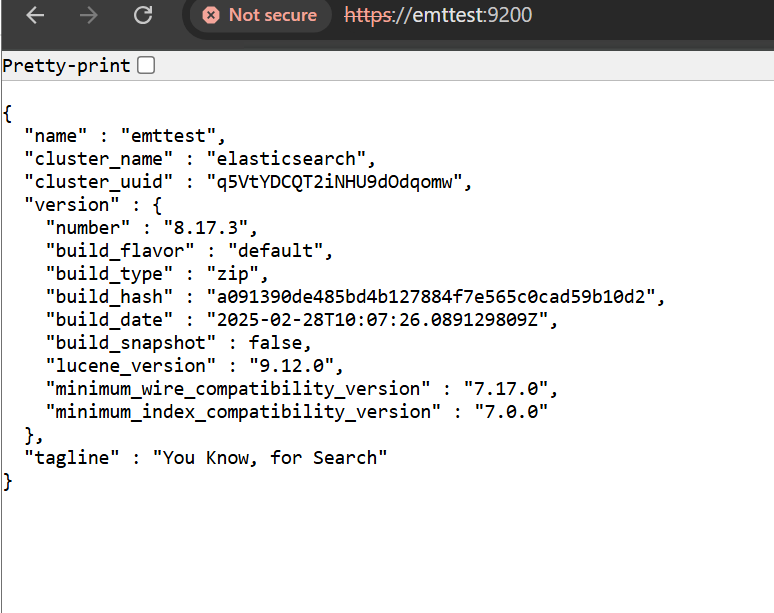 Not secure https://emttest:9200
Pretty-print
{
  "name" : "emttest",
  "cluster_name" : "elasticsearch",
  "cluster_uuid" : "q5VtYDCQT2iNHU9dOdqomw",
  "version" : {
    "number" : "8.17.3",
    "build_flavor" : "default",
    "build_type" : "zip",
    "build_hash" : "a091390de485bd4b127884f7e565c0cad59b10d2",
    "build_date" : "2025-02-28T10:07:26.089129809Z",
    "build_snapshot" : false,
    "lucene_version" : "9.12.0",
    "minimum_wire_compatibility_version" : "7.17.0",
    "minimum_index_compatibility_version" : "7.0.0"
  },
  "tagline" : "You Know, for Search"
}